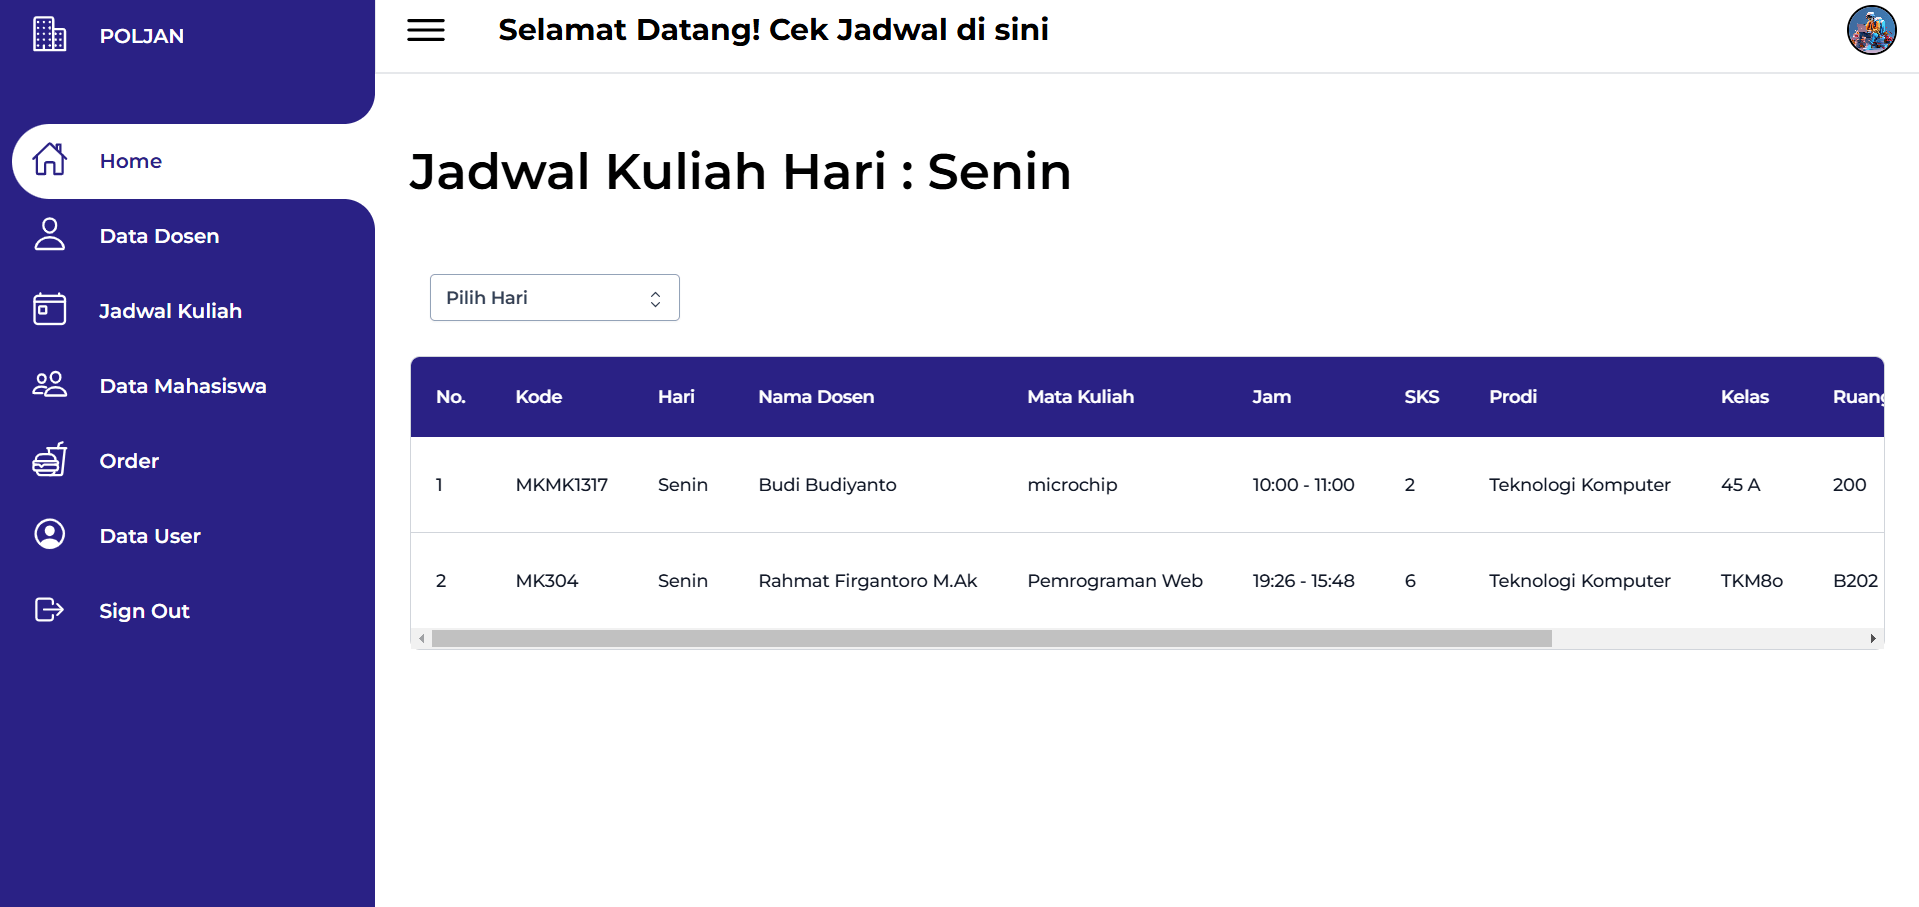 POLJAN
Selamat Datang! Cek Jadwal di sini
Home
Data Dosen
Jadwal Kuliah
Data Mahasiswa
Order
Data User
Sign Out
Jadwal Kuliah Hari : Senin
Pilih Hari
No. Kode Hari Nama Dosen Mata Kuliah Jam SKS Prodi Kelas
1 MKMK1317 Senin Budi Budiyanto microchip 10:00 - 11:00 2 Teknologi Komputer 45 A 200
2 MK304 Senin Rahmat Firgantoro M.Ak Pemrograman Web 19:26 - 15:48 6 Teknologi Komputer TKM8o B202